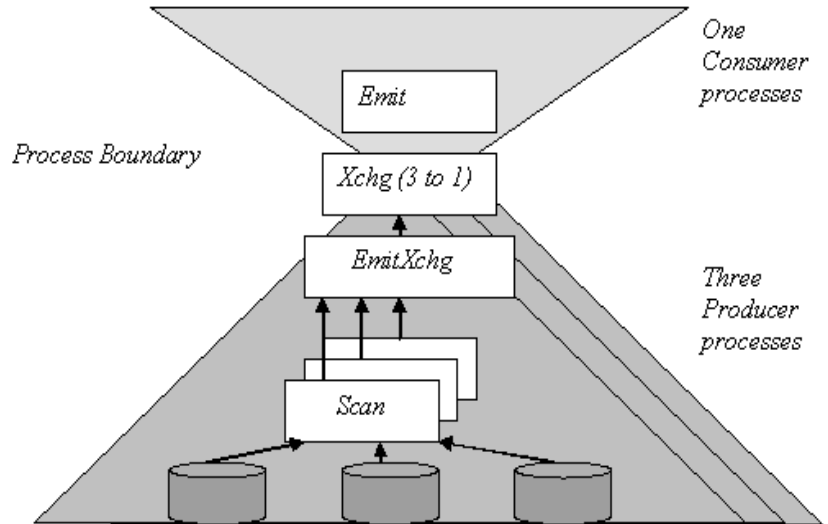 One
Consumer
processes
Emit
Process Boundary
Xchg (3 to 1)
EmitXchg
Three
Producer
processes
Scan